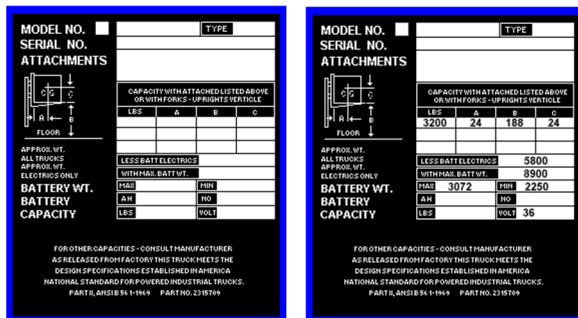 MODEL NO. TYPE
SERIAL NO.
ATTACHMENTS
CAPACITY WITH ATTACHED LISTED ABOVE
OR WITH FORKS - UPRIGHTS VERTICLE
LBS A B C
CG C
A B
FLOOR
APPROX. WT.
ALL TRUCKS LESS BATT ELECTRICS
APPROX. WT.
ELECTRICS ONLY WITH MAX. BATT WT.
BATTERY WT. MAX MIN
BATTERY AH NO
CAPACITY LBS VOLT
FOR OTHER CAPACITIES - CONSULT MANUFACTURER
AS RELEASED FROM FACTORY THIS TRUCK MEETS THE
DESIGN SPECIFICATIONS ESTABLISHED IN AMERICA
NATIONAL STANDARD FOR POWERED INDUSTRIAL TRUCKS.
PART II, ANSI B 56 1-1969 PART NO. 2315709
MODEL NO. TYPE
SERIAL NO.
ATTACHMENTS
CAPACITY WITH ATTACHED LISTED ABOVE
OR WITH FORKS - UPRIGHTS VERTICLE
LBS A B C
3200 24 188 24
CG C
A B
FLOOR
APPROX. WT.
ALL TRUCKS LESS BATT ELECTRICS 5800
APPROX. WT.
ELECTRICS ONLY WITH MAX. BATT WT. 8900
BATTERY WT. MAX 3072 MIN 2250
BATTERY AH NO
CAPACITY LBS VOLT 36
FOR OTHER CAPACITIES - CONSULT MANUFACTURER
AS RELEASED FROM FACTORY THIS TRUCK MEETS THE
DESIGN SPECIFICATIONS ESTABLISHED IN AMERICA
NATIONAL STANDARD FOR POWERED INDUSTRIAL TRUCKS.
PART II, ANSI B 56 1-1969 PART NO. 2315709